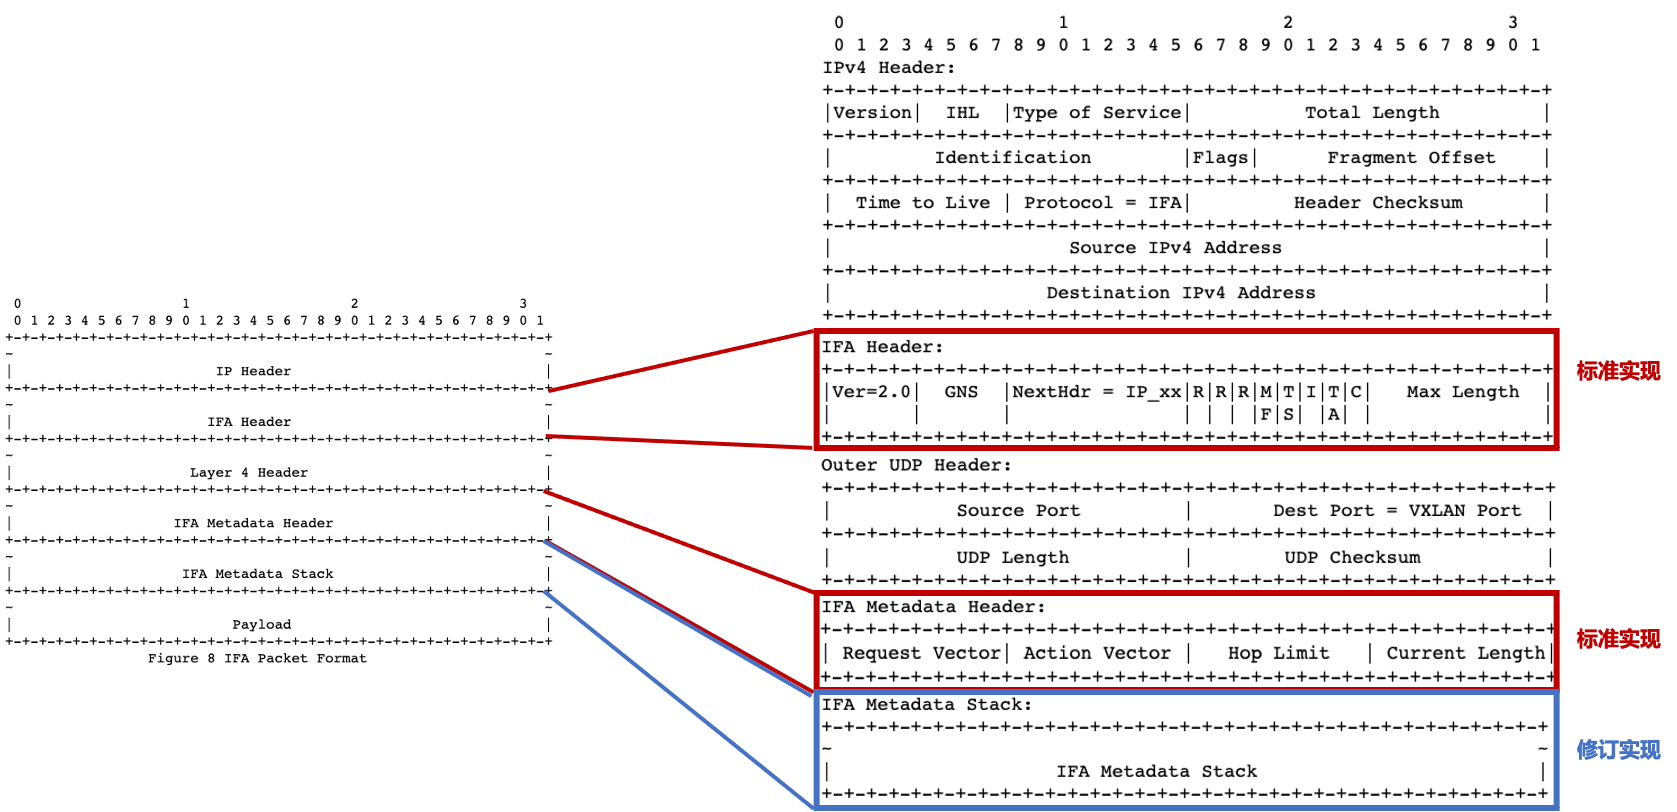 0                   1                   2                   3
0 1 2 3 4 5 6 7 8 9 0 1 2 3 4 5 6 7 8 9 0 1 2 3 4 5 6 7 8 9 0 1
+-+-+-+-+-+-+-+-+-+-+-+-+-+-+-+-+-+-+-+-+-+-+-+-+-+-+-+-+-+-+-+-+
~ ~
| IP Header |
+-+-+-+-+-+-+-+-+-+-+-+-+-+-+-+-+-+-+-+-+-+-+-+-+-+-+-+-+-+-+-+-+
~ ~
| IFA Header |
+-+-+-+-+-+-+-+-+-+-+-+-+-+-+-+-+-+-+-+-+-+-+-+-+-+-+-+-+-+-+-+-+
~ ~
| Layer 4 Header |
+-+-+-+-+-+-+-+-+-+-+-+-+-+-+-+-+-+-+-+-+-+-+-+-+-+-+-+-+-+-+-+-+
~ ~
| IFA Metadata Header |
+-+-+-+-+-+-+-+-+-+-+-+-+-+-+-+-+-+-+-+-+-+-+-+-+-+-+-+-+-+-+-+-+
~ ~
| IFA Metadata Stack |
+-+-+-+-+-+-+-+-+-+-+-+-+-+-+-+-+-+-+-+-+-+-+-+-+-+-+-+-+-+-+-+-+
~ ~
| Payload |
+-+-+-+-+-+-+-+-+-+-+-+-+-+-+-+-+-+-+-+-+-+-+-+-+-+-+-+-+-+-+-+-+
Figure 8 IFA Packet Format
0                   1                   2                   3
0 1 2 3 4 5 6 7 8 9 0 1 2 3 4 5 6 7 8 9 0 1 2 3 4 5 6 7 8 9 0 1
IPv4 Header:
+-+-+-+-+-+-+-+-+-+-+-+-+-+-+-+-+-+-+-+-+-+-+-+-+-+-+-+-+-+-+-+-+
|Version| IHL |Type of Service| Total Length |
+-+-+-+-+-+-+-+-+-+-+-+-+-+-+-+-+-+-+-+-+-+-+-+-+-+-+-+-+-+-+-+-+
| Identification |Flags| Fragment Offset |
+-+-+-+-+-+-+-+-+-+-+-+-+-+-+-+-+-+-+-+-+-+-+-+-+-+-+-+-+-+-+-+-+
| Time to Live | Protocol = IFA| Header Checksum |
+-+-+-+-+-+-+-+-+-+-+-+-+-+-+-+-+-+-+-+-+-+-+-+-+-+-+-+-+-+-+-+-+
| Source IPv4 Address |
+-+-+-+-+-+-+-+-+-+-+-+-+-+-+-+-+-+-+-+-+-+-+-+-+-+-+-+-+-+-+-+-+
| Destination IPv4 Address |
+-+-+-+-+-+-+-+-+-+-+-+-+-+-+-+-+-+-+-+-+-+-+-+-+-+-+-+-+-+-+-+-+
IFA Header:
+-+-+-+-+-+-+-+-+-+-+-+-+-+-+-+-+-+-+-+-+-+-+-+-+-+-+-+-+-+-+-+-+
|Ver=2.0| GNS |NextHdr = IP_xx|R|R|R|M|T|I|T|C| Max Length |
| | | | | | |F|S| |A| | |
+-+-+-+-+-+-+-+-+-+-+-+-+-+-+-+-+-+-+-+-+-+-+-+-+-+-+-+-+-+-+-+-+
标准实现
Outer UDP Header:
+-+-+-+-+-+-+-+-+-+-+-+-+-+-+-+-+-+-+-+-+-+-+-+-+-+-+-+-+-+-+-+-+
| Source Port | Dest Port = VXLAN Port |
+-+-+-+-+-+-+-+-+-+-+-+-+-+-+-+-+-+-+-+-+-+-+-+-+-+-+-+-+-+-+-+-+
| UDP Length | UDP Checksum |
+-+-+-+-+-+-+-+-+-+-+-+-+-+-+-+-+-+-+-+-+-+-+-+-+-+-+-+-+-+-+-+-+
IFA Metadata Header:
+-+-+-+-+-+-+-+-+-+-+-+-+-+-+-+-+-+-+-+-+-+-+-+-+-+-+-+-+-+-+-+-+
| Request Vector| Action Vector | Hop Limit | Current Length|
+-+-+-+-+-+-+-+-+-+-+-+-+-+-+-+-+-+-+-+-+-+-+-+-+-+-+-+-+-+-+-+-+
标准实现
IFA Metadata Stack:
+-+-+-+-+-+-+-+-+-+-+-+-+-+-+-+-+-+-+-+-+-+-+-+-+-+-+-+-+-+-+-+-+
~ ~
| IFA Metadata Stack |
+-+-+-+-+-+-+-+-+-+-+-+-+-+-+-+-+-+-+-+-+-+-+-+-+-+-+-+-+-+-+-+-+
修订实现